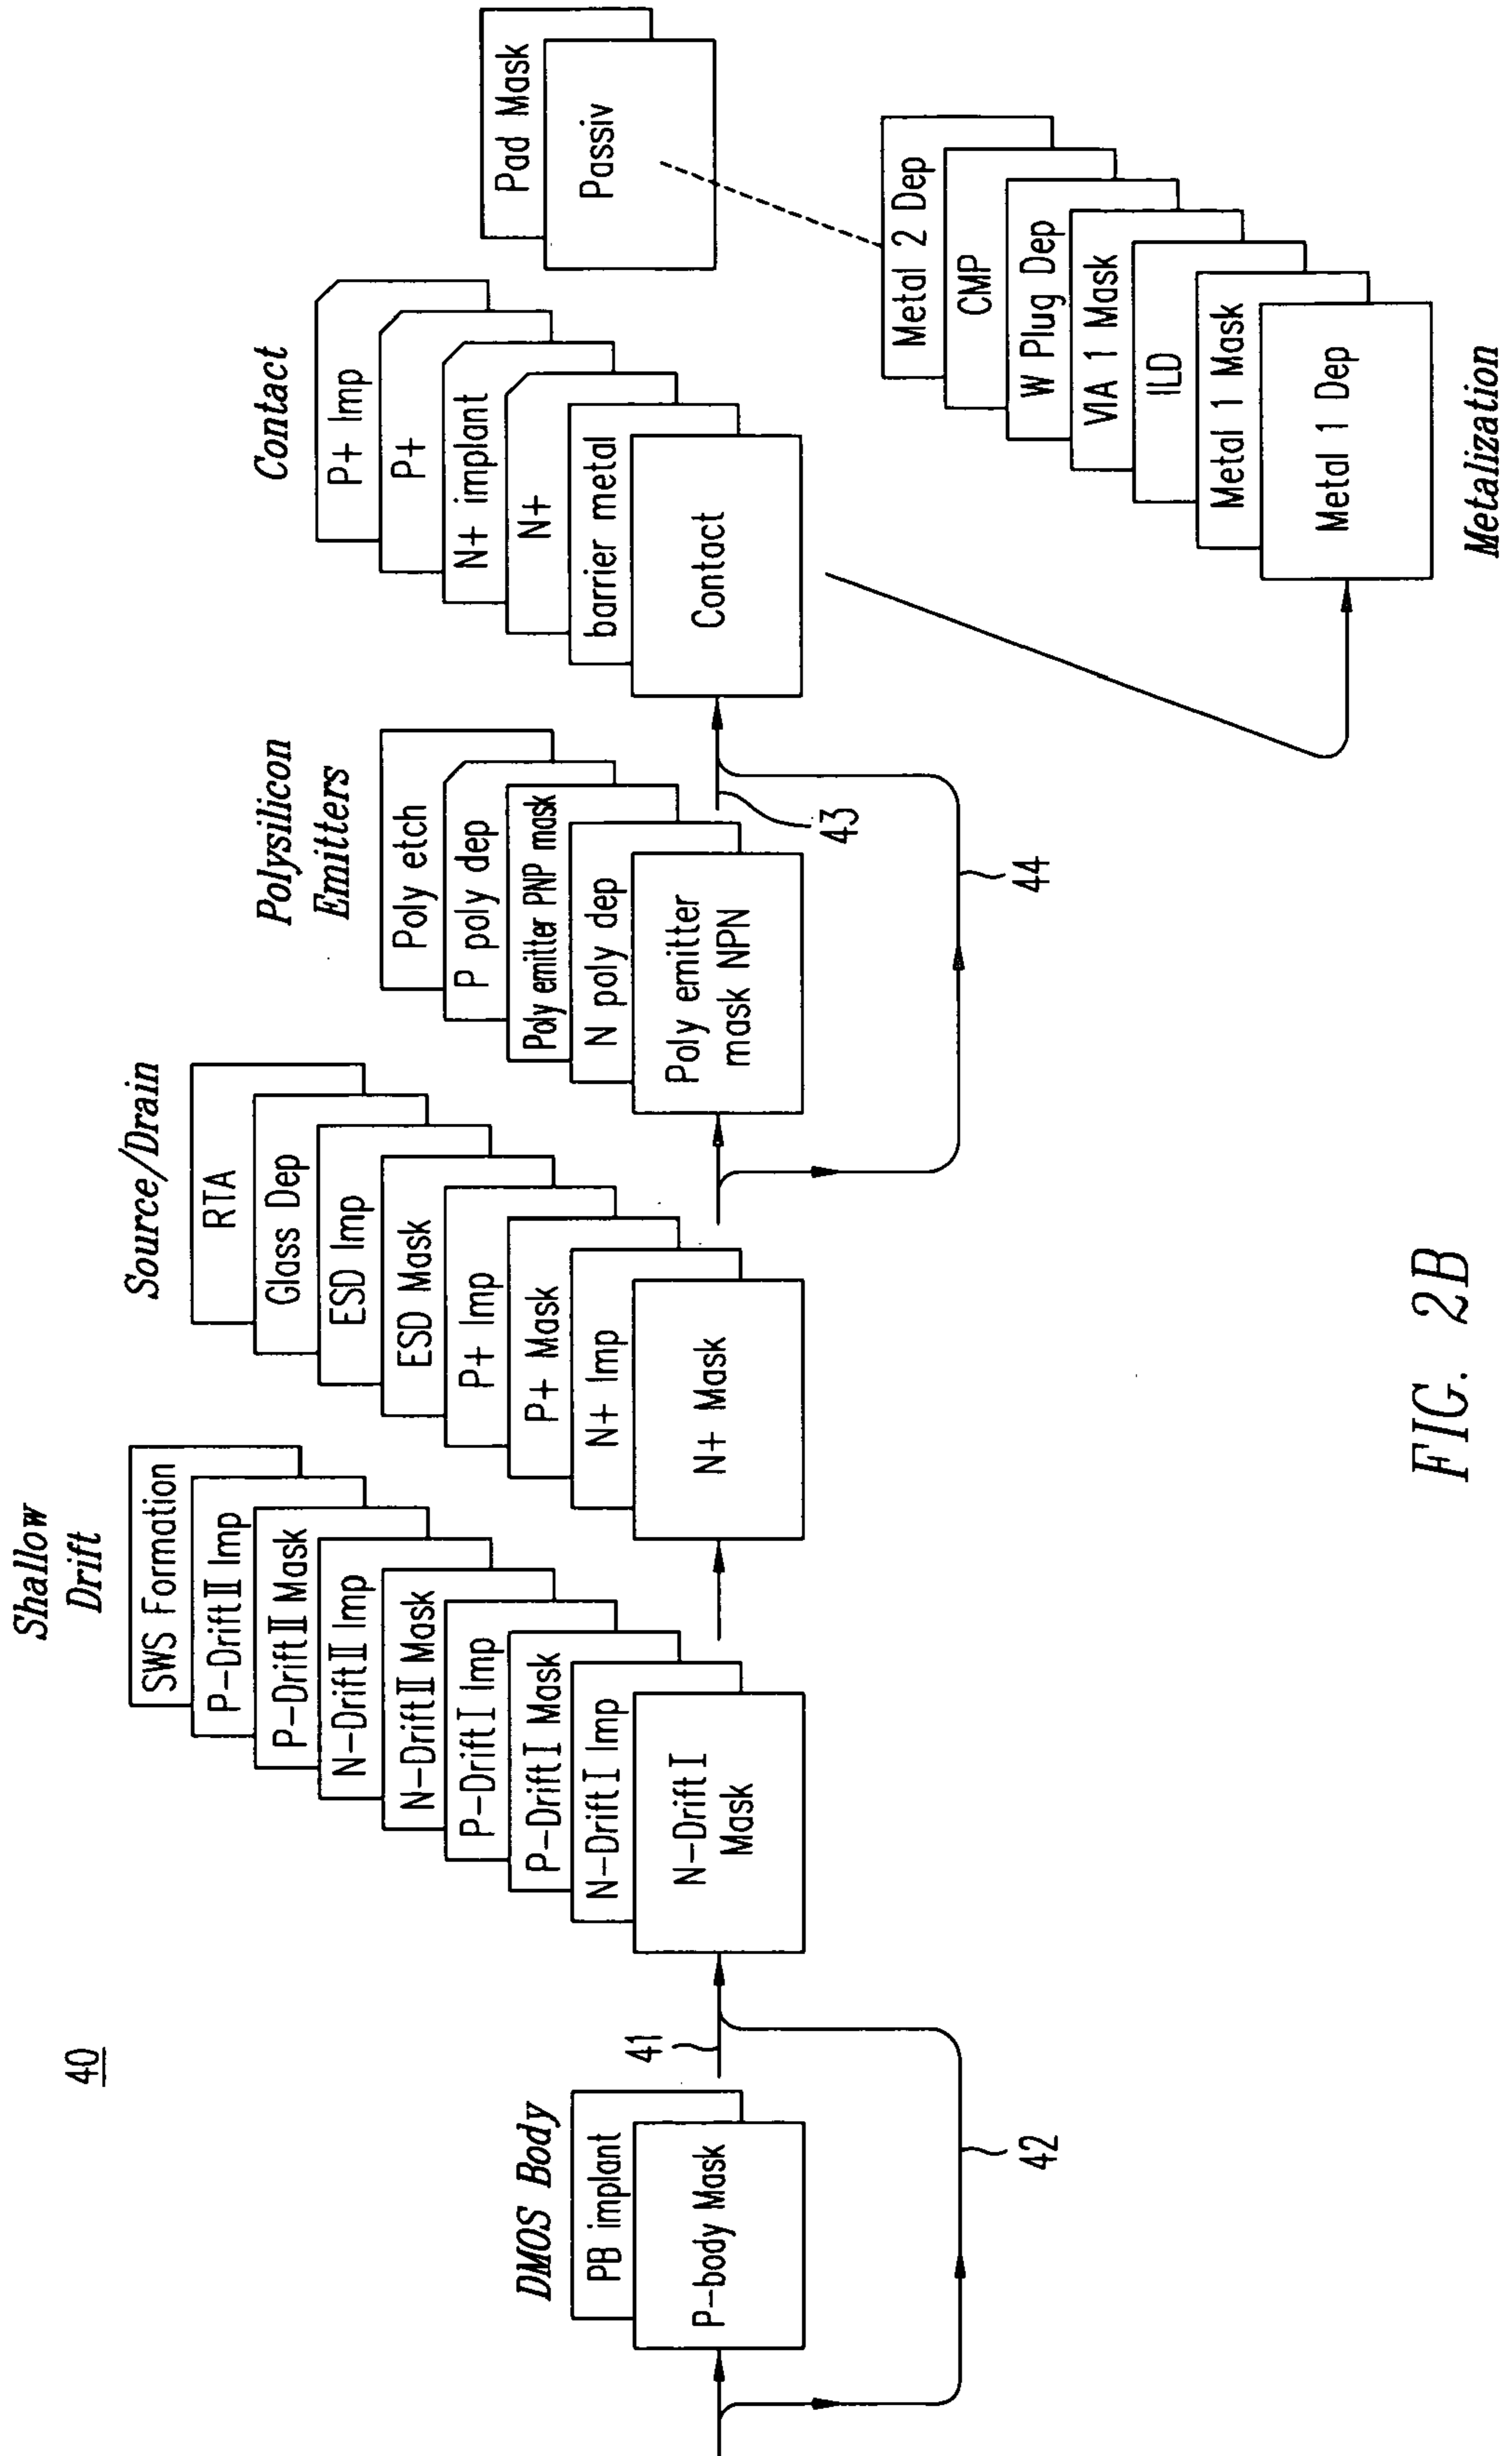 40
DMOS Body
PB implant
P-body Mask
41
42
Shallow
Drift
SWS Formation
P-Drift II Imp
P-Drift II Mask
N-Drift II Imp
N-Drift II Mask
P-Drift I Imp
P-Drift I Mask
N-Drift I Imp
N-Drift I
Mask
Source/Drain
RTA
Glass Dep
ESD Imp
ESD Mask
P+ Imp
P+ Mask
N+ Imp
N+ Mask
Polysilicon
Emitters
Poly etch
P poly dep
Poly emitter PNP mask
N poly dep
Poly emitter
mask NPN
43
44
Contact
P+ Imp
P+
N+ implant
N+
barrier metal
Contact
Pad Mask
Passiv
Metal 2 Dep
CMP
W Plug Dep
VIA 1 Mask
ILD
Metal 1 Mask
Metal 1 Dep
Metalization
FIG. 2B